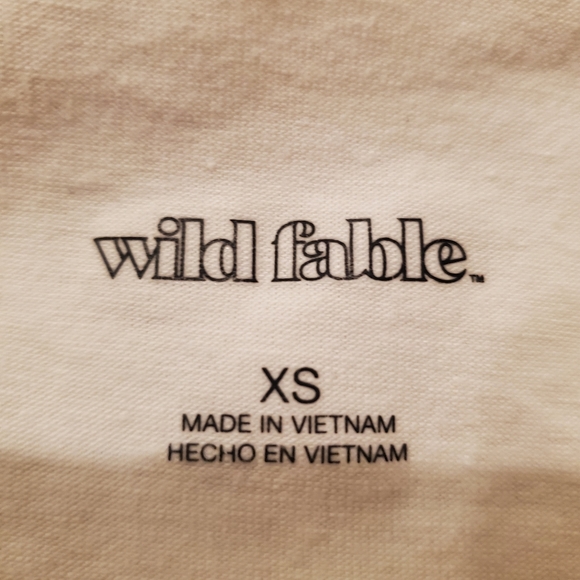 wild fable™
XS
MADE IN VIETNAM
HECHO EN VIETNAM